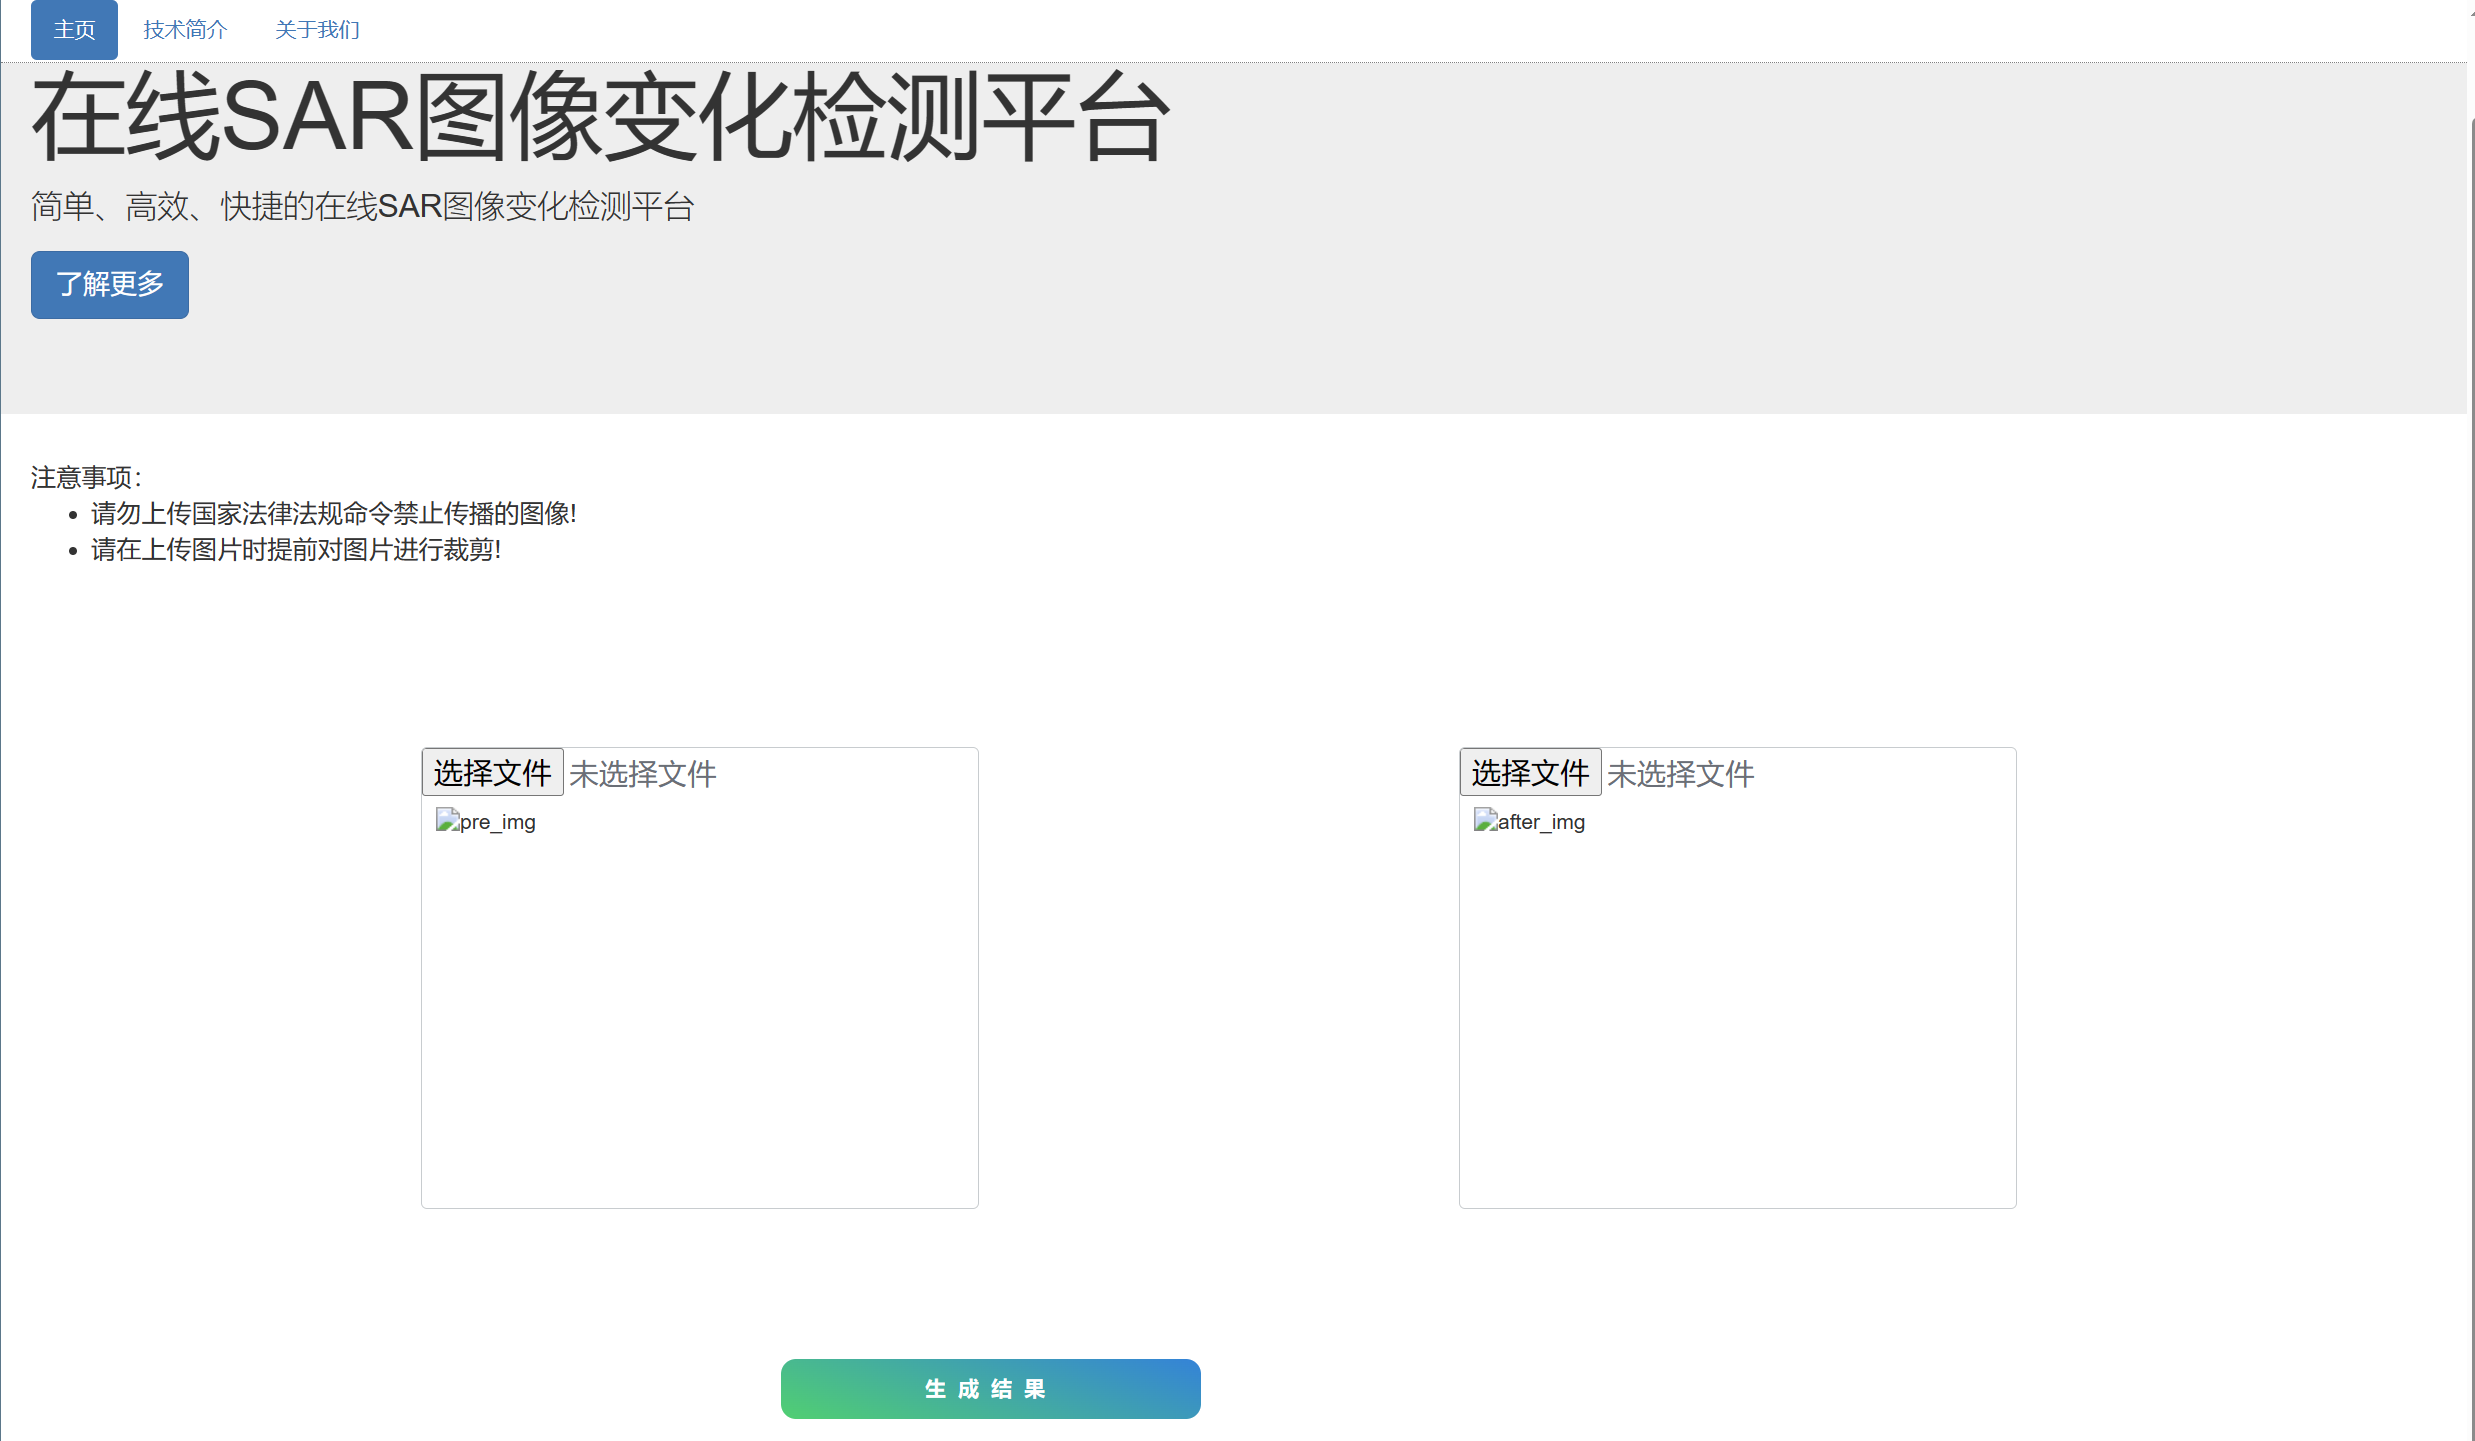 主页 技术简介 关于我们
在线SAR图像变化检测平台
简单、高效、快捷的在线SAR图像变化检测平台
了解更多
注意事项：
• 请勿上传国家法律法规命令禁止传播的图像!
• 请在上传图片时提前对图片进行裁剪!
选择文件 未选择文件
pre_img
选择文件 未选择文件
after_img
生成结果